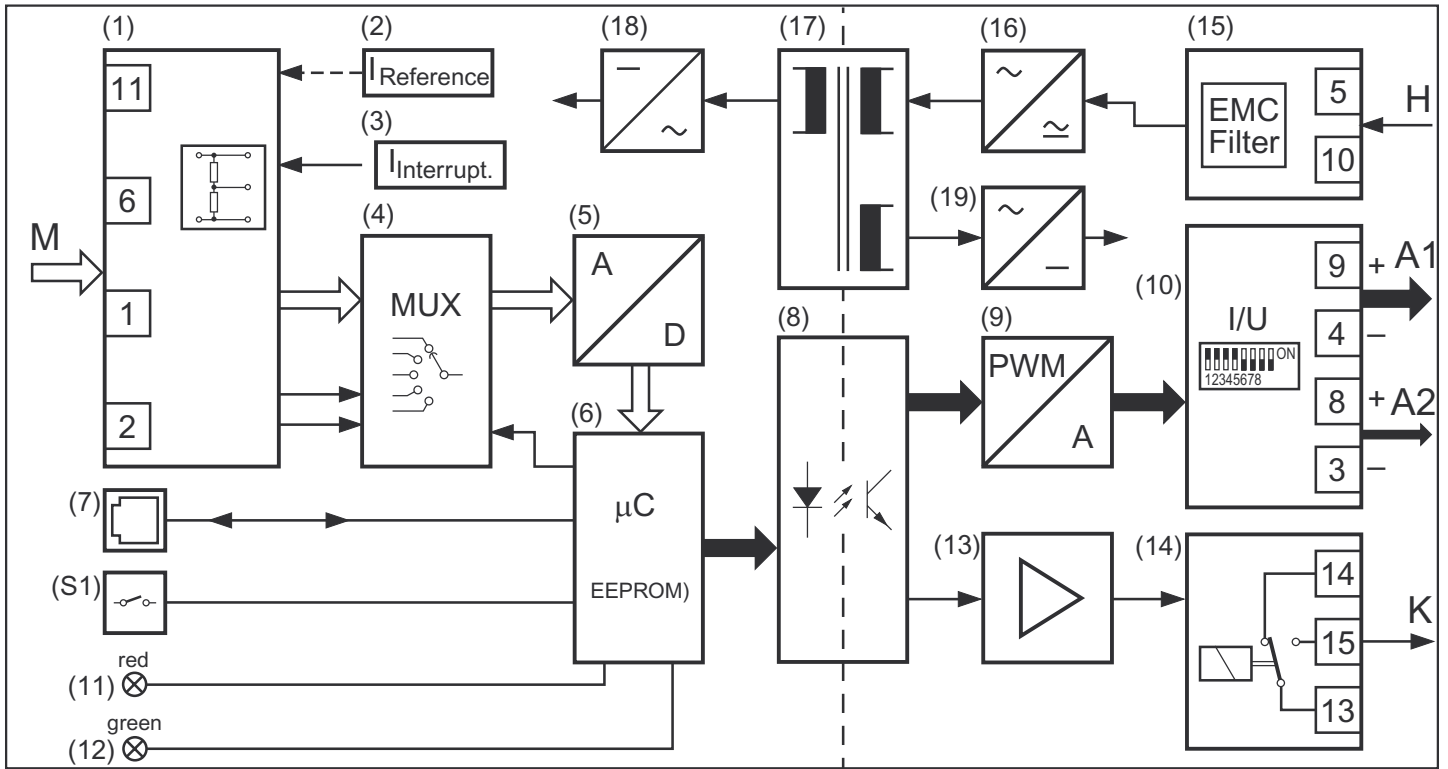 (1)
(2)
(18)
(17)
(16)
(15)
11
I Reference
5
H
EMC
Filter
10
(3)
I Interrupt.
6
(4)
(5)
(19)
M
A
D
MUX
1
(10)
9
+
A1
I/U
4
–
ON
12345678
(8)
(9)
PWM
A
8
+
A2
3
–
2
(6)
(7)
µC
EEPROM)
(S1)
(13)
(14)
14
15
K
13
red
(11)
green
(12)